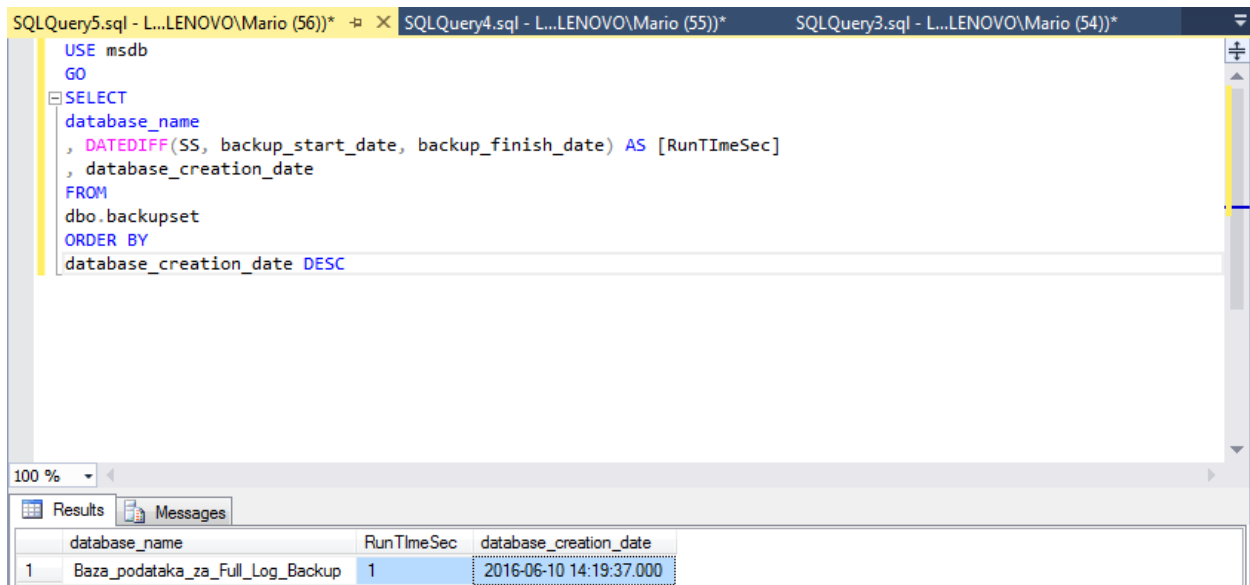 SQLQuery5.sql - L...LENOVO\Mario (56))* SQLQuery4.sql - L...LENOVO\Mario (55))* SQLQuery3.sql - L...LENOVO\Mario (54))*
USE msdb
GO
SELECT
database_name
, DATEDIFF(SS, backup_start_date, backup_finish_date) AS [RunTImeSec]
, database_creation_date
FROM
dbo.backupset
ORDER BY
database_creation_date DESC
100 %
Results Messages
database_name RunTImeSec database_creation_date
1 Baza_podataka_za_Full_Log_Backup 1 2016-06-10 14:19:37.000